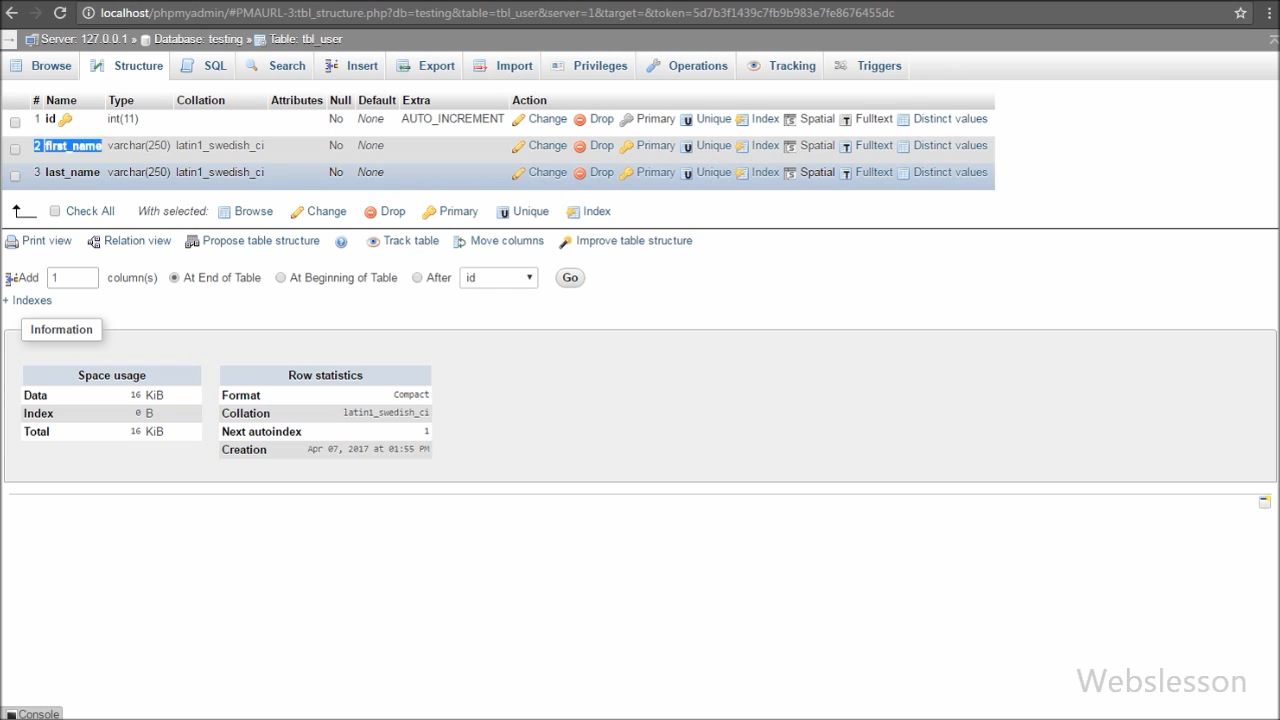 localhost/phpmyadmin/#PMAURL-3:tbl_structure.php?db=testing&table=tbl_user&server=1&target=&token=5d7b3f1439c7fb9b983e7fe8676455dc
Server: 127.0.0.1 » Database: testing » Table: tbl_user
Browse Structure SQL Search Insert Export Import Privileges Operations Tracking Triggers
# Name Type Collation Attributes Null Default Extra Action
1 id int(11) No None AUTO_INCREMENT Change Drop Primary Unique Index Spatial Fulltext Distinct values
2 first_name varchar(250) latin1_swedish_ci No None Change Drop Primary Unique Index Spatial Fulltext Distinct values
3 last_name varchar(250) latin1_swedish_ci No None Change Drop Primary Unique Index Spatial Fulltext Distinct values
Check All With selected: Browse Change Drop Primary Unique Index
Print view Relation view Propose table structure Track table Move columns Improve table structure
Add 1 column(s) At End of Table At Beginning of Table After id Go
+ Indexes
Information
Space usage
Data 16 KiB
Index 0 B
Total 16 KiB
Row statistics
Format Compact
Collation latin1_swedish_ci
Next autoindex 1
Creation Apr 07, 2017 at 01:55 PM
Webslesson
Console